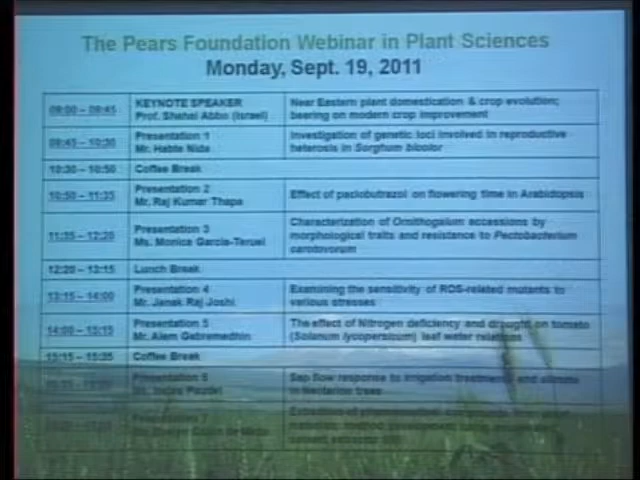 The Pears Foundation Webinar in Plant Sciences
Monday, Sept. 19, 2011
09:00 – 09:45 KEYNOTE SPEAKER Near Eastern plant domestication & crop evolution;
Prof. Shahal Abbo (Israel) bearing on modern crop improvement
09:45 – 10:30 Presentation 1 Investigation of genetic loci involved in reproductive
Mr. Habte Nida heterosis in Sorghum bicolor
10:30 – 10:50 Coffee Break
10:50 – 11:35 Presentation 2 Effect of paclobutrazol on flowering time in Arabidopsis
Mr. Raj Kumar Thapa
11:35 – 12:20 Presentation 3 Characterization of Ornithogalum accessions by
Ms. Monica Garcia-Teruel morphological traits and resistance to Pectobacterium
carotovorum
12:20 – 13:15 Lunch Break
13:15 – 14:00 Presentation 4 Examining the sensitivity of ROS-related mutants to
Mr. Janak Raj Joshi various stresses
14:00 – 15:15 Presentation 5 The effect of Nitrogen deficiency and drought on tomato
Mr. Alem Gebremedhin (Solanum lycopersicum) leaf water relations
15:15 – 15:35 Coffee Break
Presentation 6 Sap flow response to irrigation treatments and climate
in Nectarine trees
Presentation 7